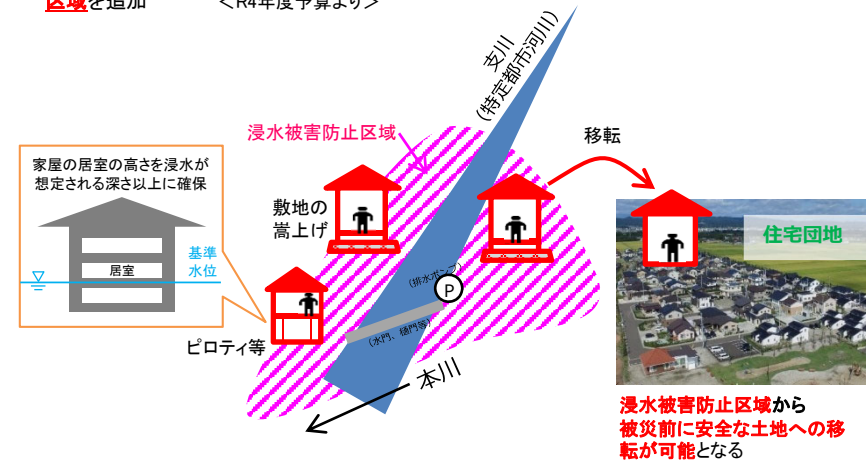 区域を追加
＜R4年度予算より＞
支川
（特定都市河川）
浸水被害防止区域
移転
家屋の居室の高さを浸水が
想定される深さ以上に確保
居室
基準
水位
敷地の
嵩上げ
住宅団地
（排水ポンプ）
P
（水門、樋門等）
ピロティ等
本川
浸水被害防止区域から
被災前に安全な土地への移
転が可能となる